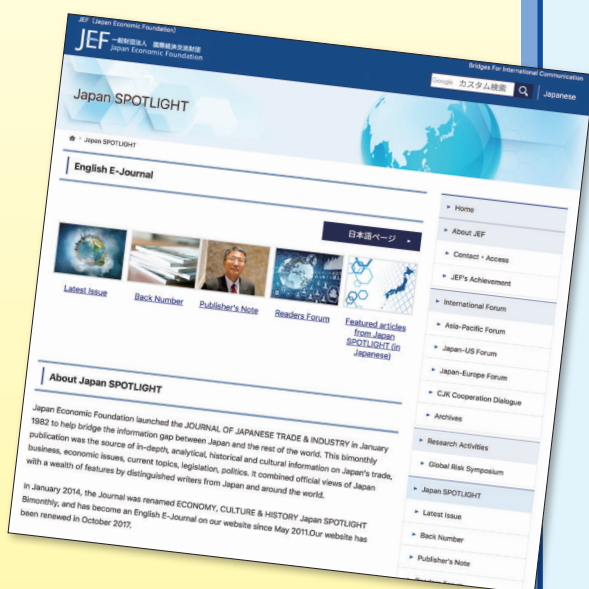 JEF (Japan Economic Foundation)
JEF 一般財団法人 国際経済交流財団
Japan Economic Foundation
Bridges For International Communication
Google カスタム検索
Japanese
Japan SPOTLIGHT
Japan SPOTLIGHT
English E-Journal
日本語ページ
Latest Issue
Back Number
Publisher's Note
Readers Forum
Featured articles
from Japan
SPOTLIGHT (in
Japanese)
About Japan SPOTLIGHT
Japan Economic Foundation launched the JOURNAL OF JAPANESE TRADE & INDUSTRY in January
1982 to help bridge the information gap between Japan and the rest of the world. This bimonthly
publication was the source of in-depth, analytical, historical and cultural information on Japan's trade,
business, economic issues, current topics, legislation, politics. It combined official views of Japan
with a wealth of features by distinguished writers from Japan and around the world.
In January 2014, the Journal was renamed ECONOMY, CULTURE & HISTORY Japan SPOTLIGHT
Bimonthly, and has become an English E-Journal on our website since May 2011.Our website has
been renewed in October 2017.
Home
About JEF
Contact・Access
JEF's Achievement
International Forum
Asia-Pacific Forum
Japan-US Forum
Japan-Europe Forum
CJK Cooperation Dialogue
Archives
Research Activities
Global Risk Symposium
Japan SPOTLIGHT
Latest Issue
Back Number
Publisher's Note